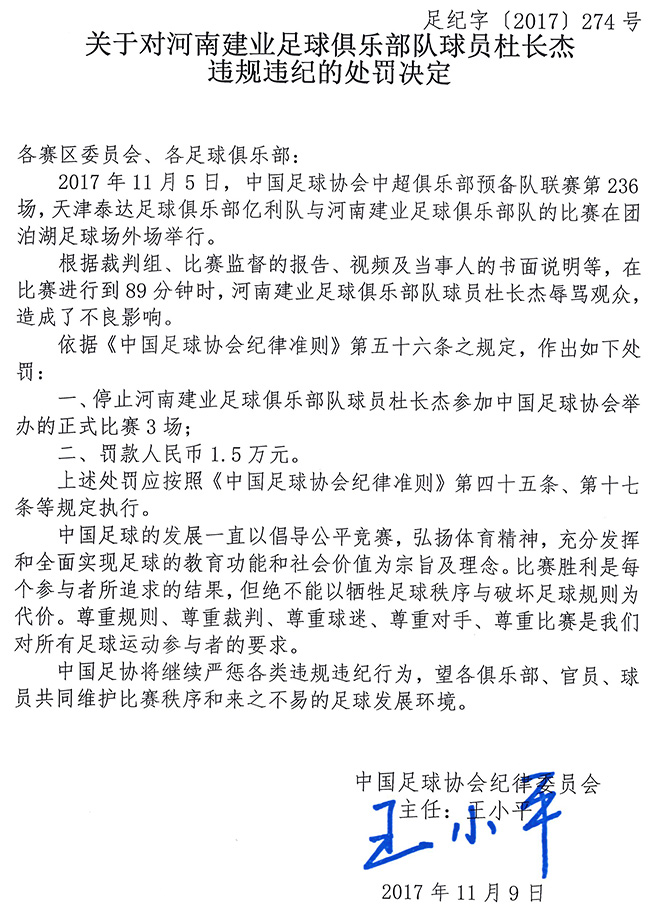 足纪字〔2017〕274号
关于对河南建业足球俱乐部队球员杜长杰
违规违纪的处罚决定
各赛区委员会、各足球俱乐部：
2017年11月5日，中国足球协会中超俱乐部预备队联赛第236
场，天津泰达足球俱乐部亿利队与河南建业足球俱乐部队的比赛在团
泊湖足球场外场举行。
根据裁判组、比赛监督的报告、视频及当事人的书面说明等，在
比赛进行到89分钟时，河南建业足球俱乐部队球员杜长杰辱骂观众，
造成了不良影响。
依据《中国足球协会纪律准则》第五十六条之规定，作出如下处
罚：
一、停止河南建业足球俱乐部队球员杜长杰参加中国足球协会举
办的正式比赛3场；
二、罚款人民币1.5万元。
上述处罚应按照《中国足球协会纪律准则》第四十五条、第十七
条等规定执行。
中国足球的发展一直以倡导公平竞赛，弘扬体育精神，充分发挥
和全面实现足球的教育功能和社会价值为宗旨及理念。比赛胜利是每
个参与者所追求的结果，但绝不能以牺牲足球秩序与破坏足球规则为
代价。尊重规则、尊重裁判、尊重球迷、尊重对手、尊重比赛是我们
对所有足球运动参与者的要求。
中国足协将继续严惩各类违规违纪行为，望各俱乐部、官员、球
员共同维护比赛秩序和来之不易的足球发展环境。
中国足球协会纪律委员会
主任：王小平
王小平
2017年11月9日